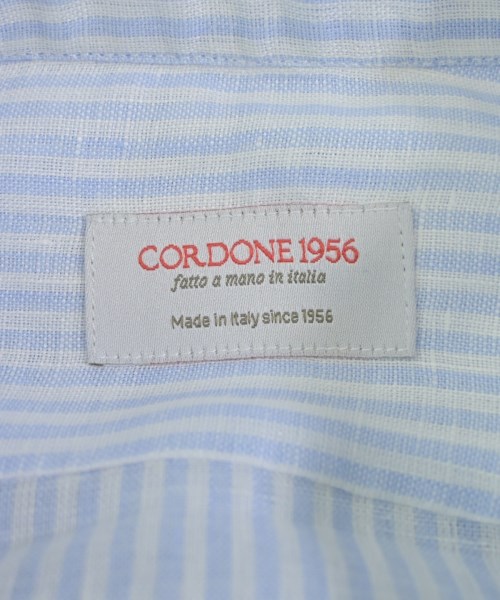 CORDONE 1956
fatto a mano in italia
Made in Italy since 1956